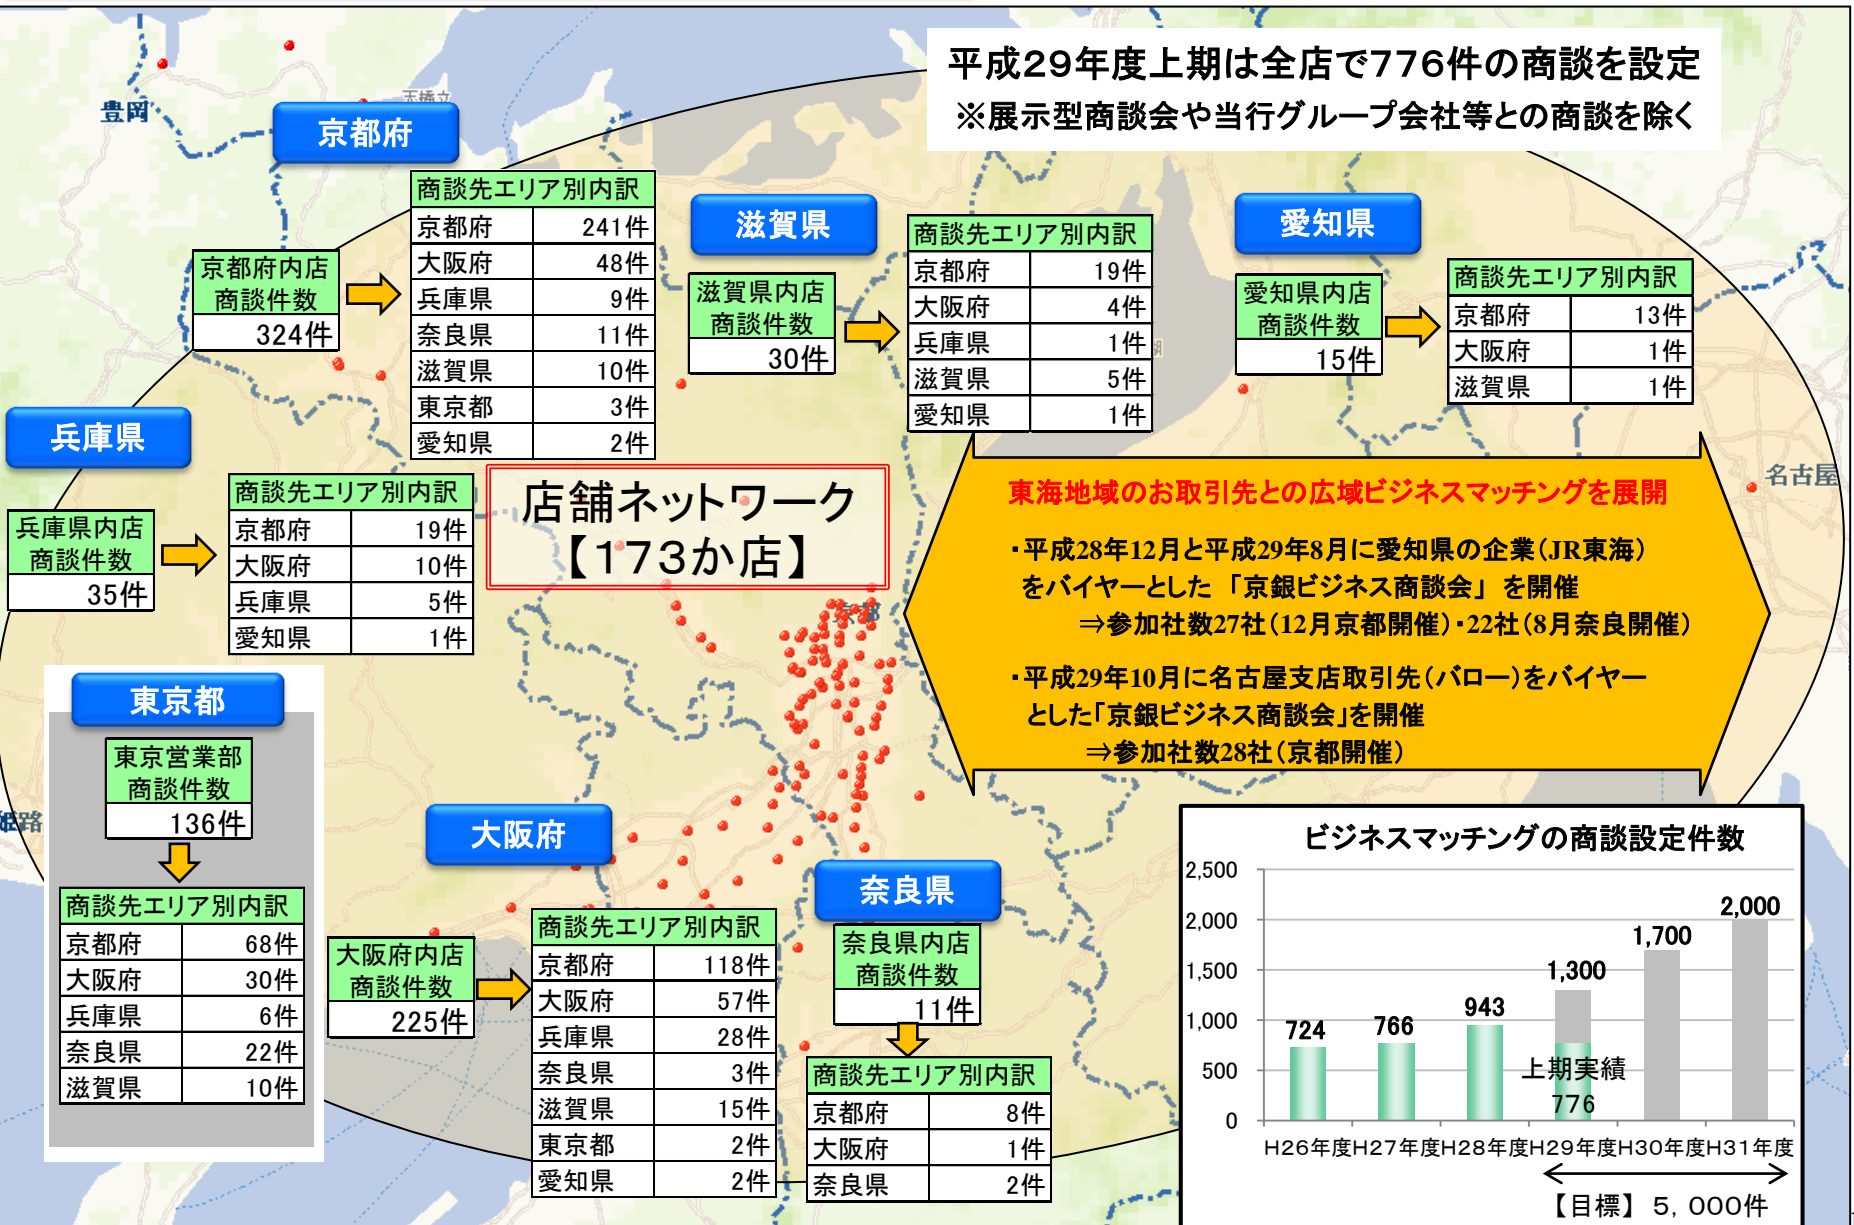 平成29年度上期は全店で776件の商談を設定
※展示型商談会や当行グループ会社等との商談を除く
豊岡
天橋立
京都府
京都府内店
商談件数
324件
商談先エリア別内訳
京都府 241件
大阪府 48件
兵庫県 9件
奈良県 11件
滋賀県 10件
東京都 3件
愛知県 2件
滋賀県
滋賀県内店
商談件数
30件
商談先エリア別内訳
京都府 19件
大阪府 4件
兵庫県 1件
滋賀県 5件
愛知県 1件
愛知県
愛知県内店
商談件数
15件
商談先エリア別内訳
京都府 13件
大阪府 1件
滋賀県 1件
兵庫県
兵庫県内店
商談件数
35件
商談先エリア別内訳
京都府 19件
大阪府 10件
兵庫県 5件
愛知県 1件
店舗ネットワーク
【173か店】
名古屋
東海地域のお取引先との広域ビジネスマッチングを展開
・平成28年12月と平成29年8月に愛知県の企業(JR東海)
をバイヤーとした 「京銀ビジネス商談会」 を開催
⇒参加社数27社(12月京都開催)・22社(8月奈良開催)
・平成29年10月に名古屋支店取引先(バロー)をバイヤー
とした「京銀ビジネス商談会」を開催
⇒参加社数28社(京都開催)
京都
姫路
東京都
東京営業部
商談件数
136件
商談先エリア別内訳
京都府 68件
大阪府 30件
兵庫県 6件
奈良県 22件
滋賀県 10件
大阪府
大阪府内店
商談件数
225件
商談先エリア別内訳
京都府 118件
大阪府 57件
兵庫県 28件
奈良県 3件
滋賀県 15件
東京都 2件
愛知県 2件
奈良県
奈良県内店
商談件数
11件
商談先エリア別内訳
京都府 8件
大阪府 1件
奈良県 2件
ビジネスマッチングの商談設定件数
2,500
2,000
1,500
1,000
500
0
724
766
943
1,300
1,700
2,000
上期実績
776
H26年度 H27年度 H28年度 H29年度 H30年度 H31年度
【目標】 5，000件